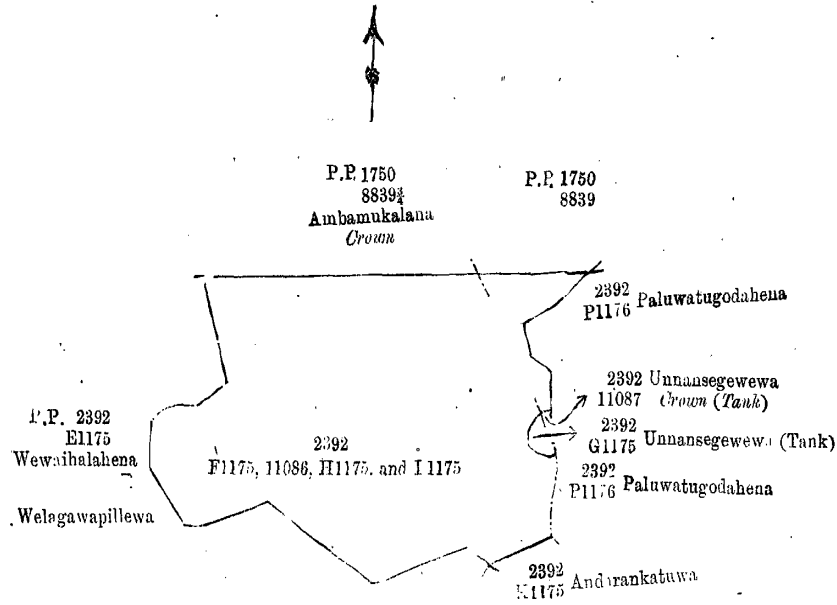 P.P. 1750
8839¾
Ambamukalana
Crown
P.P. 1750
8839
2392
P1176 Paluwatugodahena
2392 Unnansegewewa
11087 Crown (Tank)
2392
G1175 Unnansegewewa (Tank)
2392
P1176 Paluwatugodahena
P.P. 2392
E1175
Wewaihalahena
2392
F1175, 11086, H1175. and I 1175
Welagawapillewa
2392
K1175 Andarankatuwa